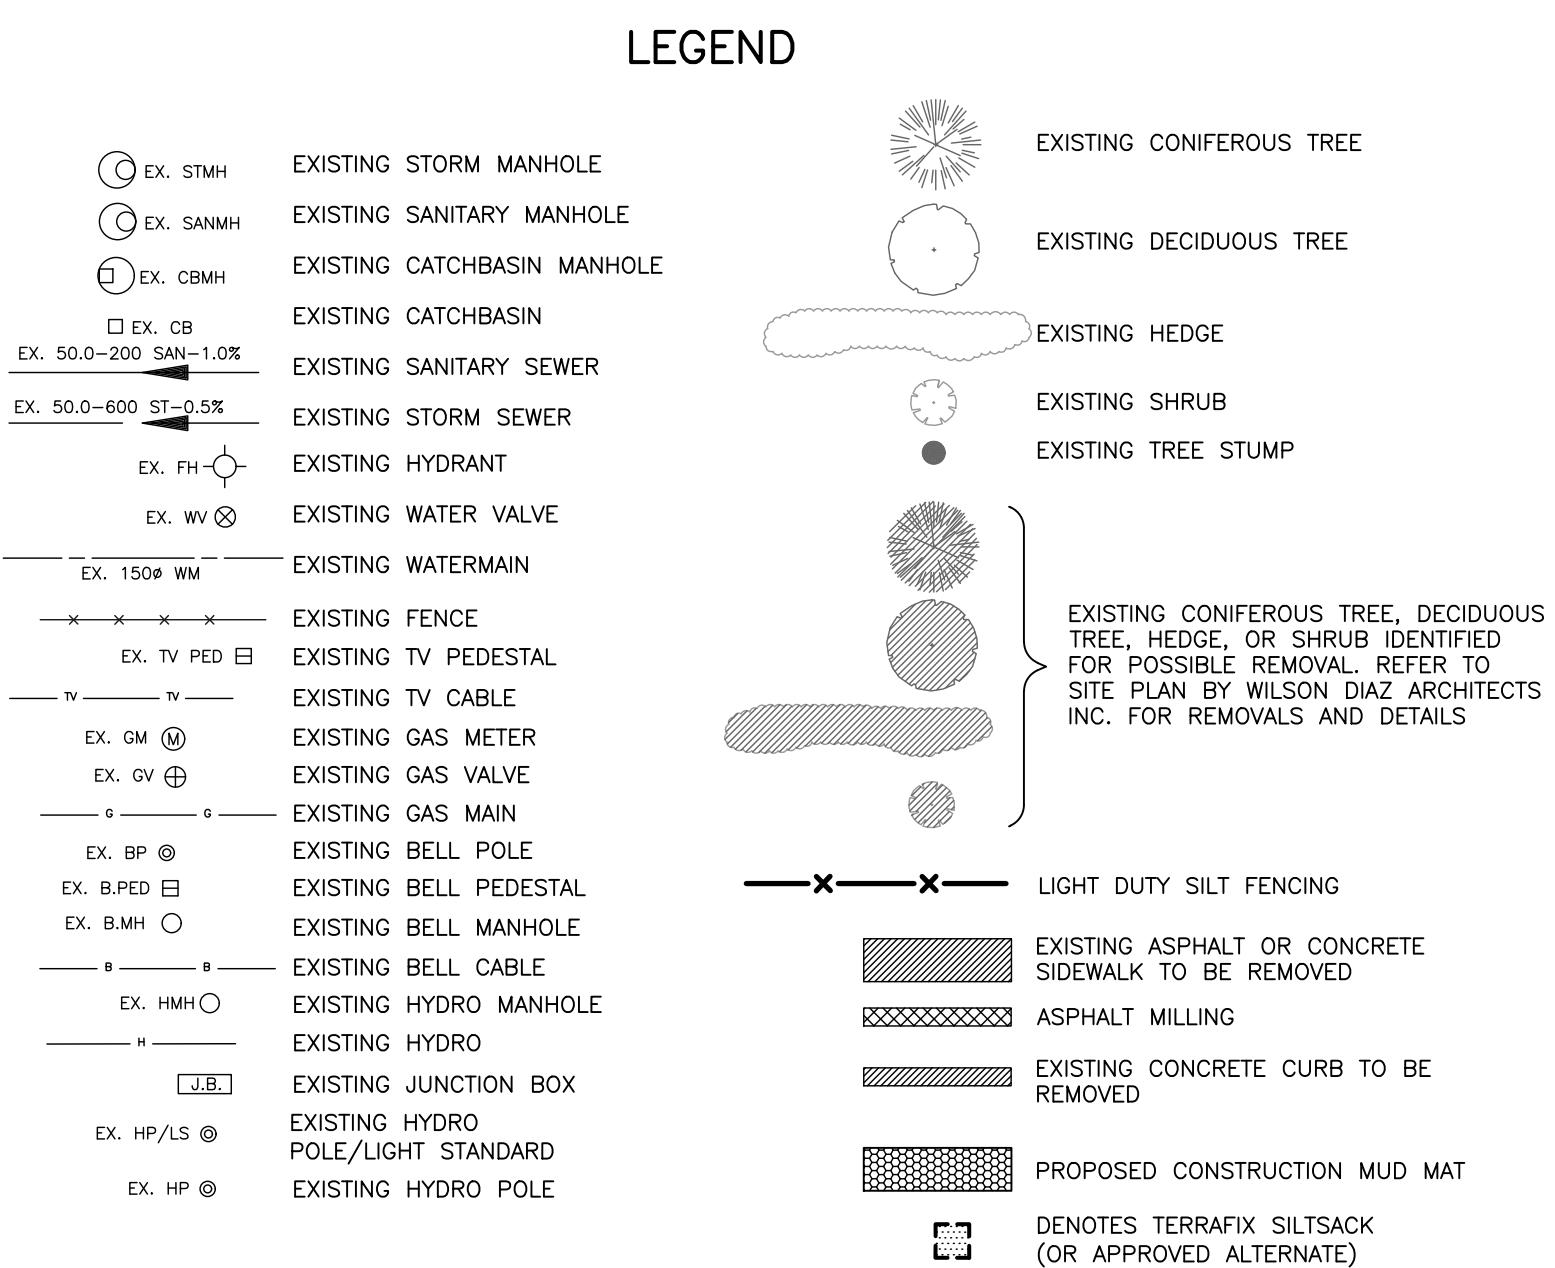 LEGEND
EX. STMH EXISTING STORM MANHOLE
EX. SANMH EXISTING SANITARY MANHOLE
EX. CBMH EXISTING CATCHBASIN MANHOLE
EX. CB EXISTING CATCHBASIN
EX. 50.0-200 SAN-1.0% EXISTING SANITARY SEWER
EX. 50.0-600 ST-0.5% EXISTING STORM SEWER
EX. FH EXISTING HYDRANT
EX. WV EXISTING WATER VALVE
EX. 150ø WM EXISTING WATERMAIN
EXISTING FENCE
EX. TV PED EXISTING TV PEDESTAL
TV TV EXISTING TV CABLE
EX. GM M EXISTING GAS METER
EX. GV EXISTING GAS VALVE
G G EXISTING GAS MAIN
EX. BP EXISTING BELL POLE
EX. B.PED EXISTING BELL PEDESTAL
EX. B.MH EXISTING BELL MANHOLE
B B EXISTING BELL CABLE
EX. HMH EXISTING HYDRO MANHOLE
H EXISTING HYDRO
J.B. EXISTING JUNCTION BOX
EX. HP/LS EXISTING HYDRO
POLE/LIGHT STANDARD
EX. HP EXISTING HYDRO POLE
EXISTING CONIFEROUS TREE
EXISTING DECIDUOUS TREE
EXISTING HEDGE
EXISTING SHRUB
EXISTING TREE STUMP
EXISTING CONIFEROUS TREE, DECIDUOUS
TREE, HEDGE, OR SHRUB IDENTIFIED
FOR POSSIBLE REMOVAL. REFER TO
SITE PLAN BY WILSON DIAZ ARCHITECTS
INC. FOR REMOVALS AND DETAILS
LIGHT DUTY SILT FENCING
EXISTING ASPHALT OR CONCRETE
SIDEWALK TO BE REMOVED
ASPHALT MILLING
EXISTING CONCRETE CURB TO BE
REMOVED
PROPOSED CONSTRUCTION MUD MAT
DENOTES TERRAFIX SILTSACK
(OR APPROVED ALTERNATE)